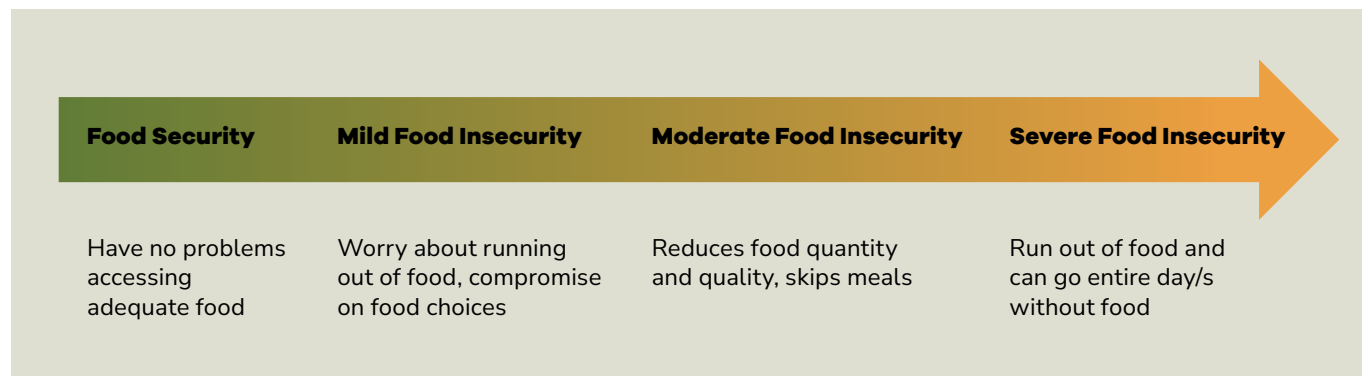 Food Security
Mild Food Insecurity
Moderate Food Insecurity
Severe Food Insecurity
Have no problems
accessing
adequate food
Worry about running
out of food, compromise
on food choices
Reduces food quantity
and quality, skips meals
Run out of food and
can go entire day/s
without food